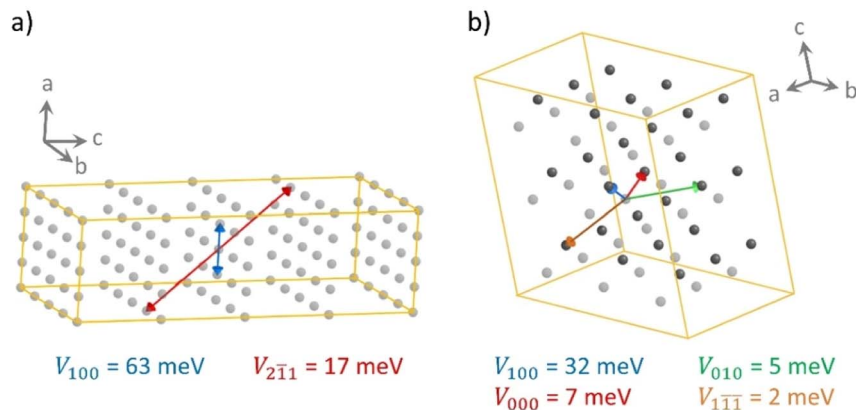 a)
a
c
b
V₁₀₀ = 63 meV
V₂₁̅₁ = 17 meV
b)
c
a
b
V₁₀₀ = 32 meV
V₀₁₀ = 5 meV
V₀₀₀ = 7 meV
V₁₁̅₁̅ = 2 meV